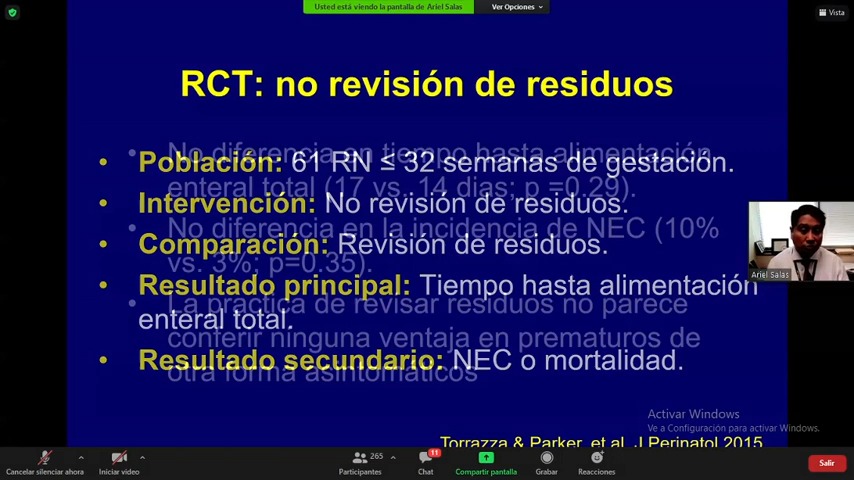 Usted está viendo la pantalla de Ariel Salas
Ver Opciones
Vista
RCT: no revisión de residuos
• Población: 61 RN ≤ 32 semanas de gestación.
• Intervención: No revisión de residuos.
• Comparación: Revisión de residuos.
• Resultado principal: Tiempo hasta alimentación
enteral total.
• Resultado secundario: NEC o mortalidad.
• No diferencia en tiempo hasta alimentación
enteral total (17 vs. 14 dias; p =0.29).
• No diferencia en la incidencia de NEC (10%
vs. 3%; p=0.35).
• La práctica de revisar residuos no parece
conferir ninguna ventaja en prematuros de
otra forma asintomáticos
Torrazza & Parker, et al. J Perinatol 2015
Ariel Salas
Activar Windows
Ve a Configuración para activar Windows.
Cancelar silenciar ahora
Iniciar video
265
Participantes
11
Chat
Compartir pantalla
Grabar
Reacciones
Salir